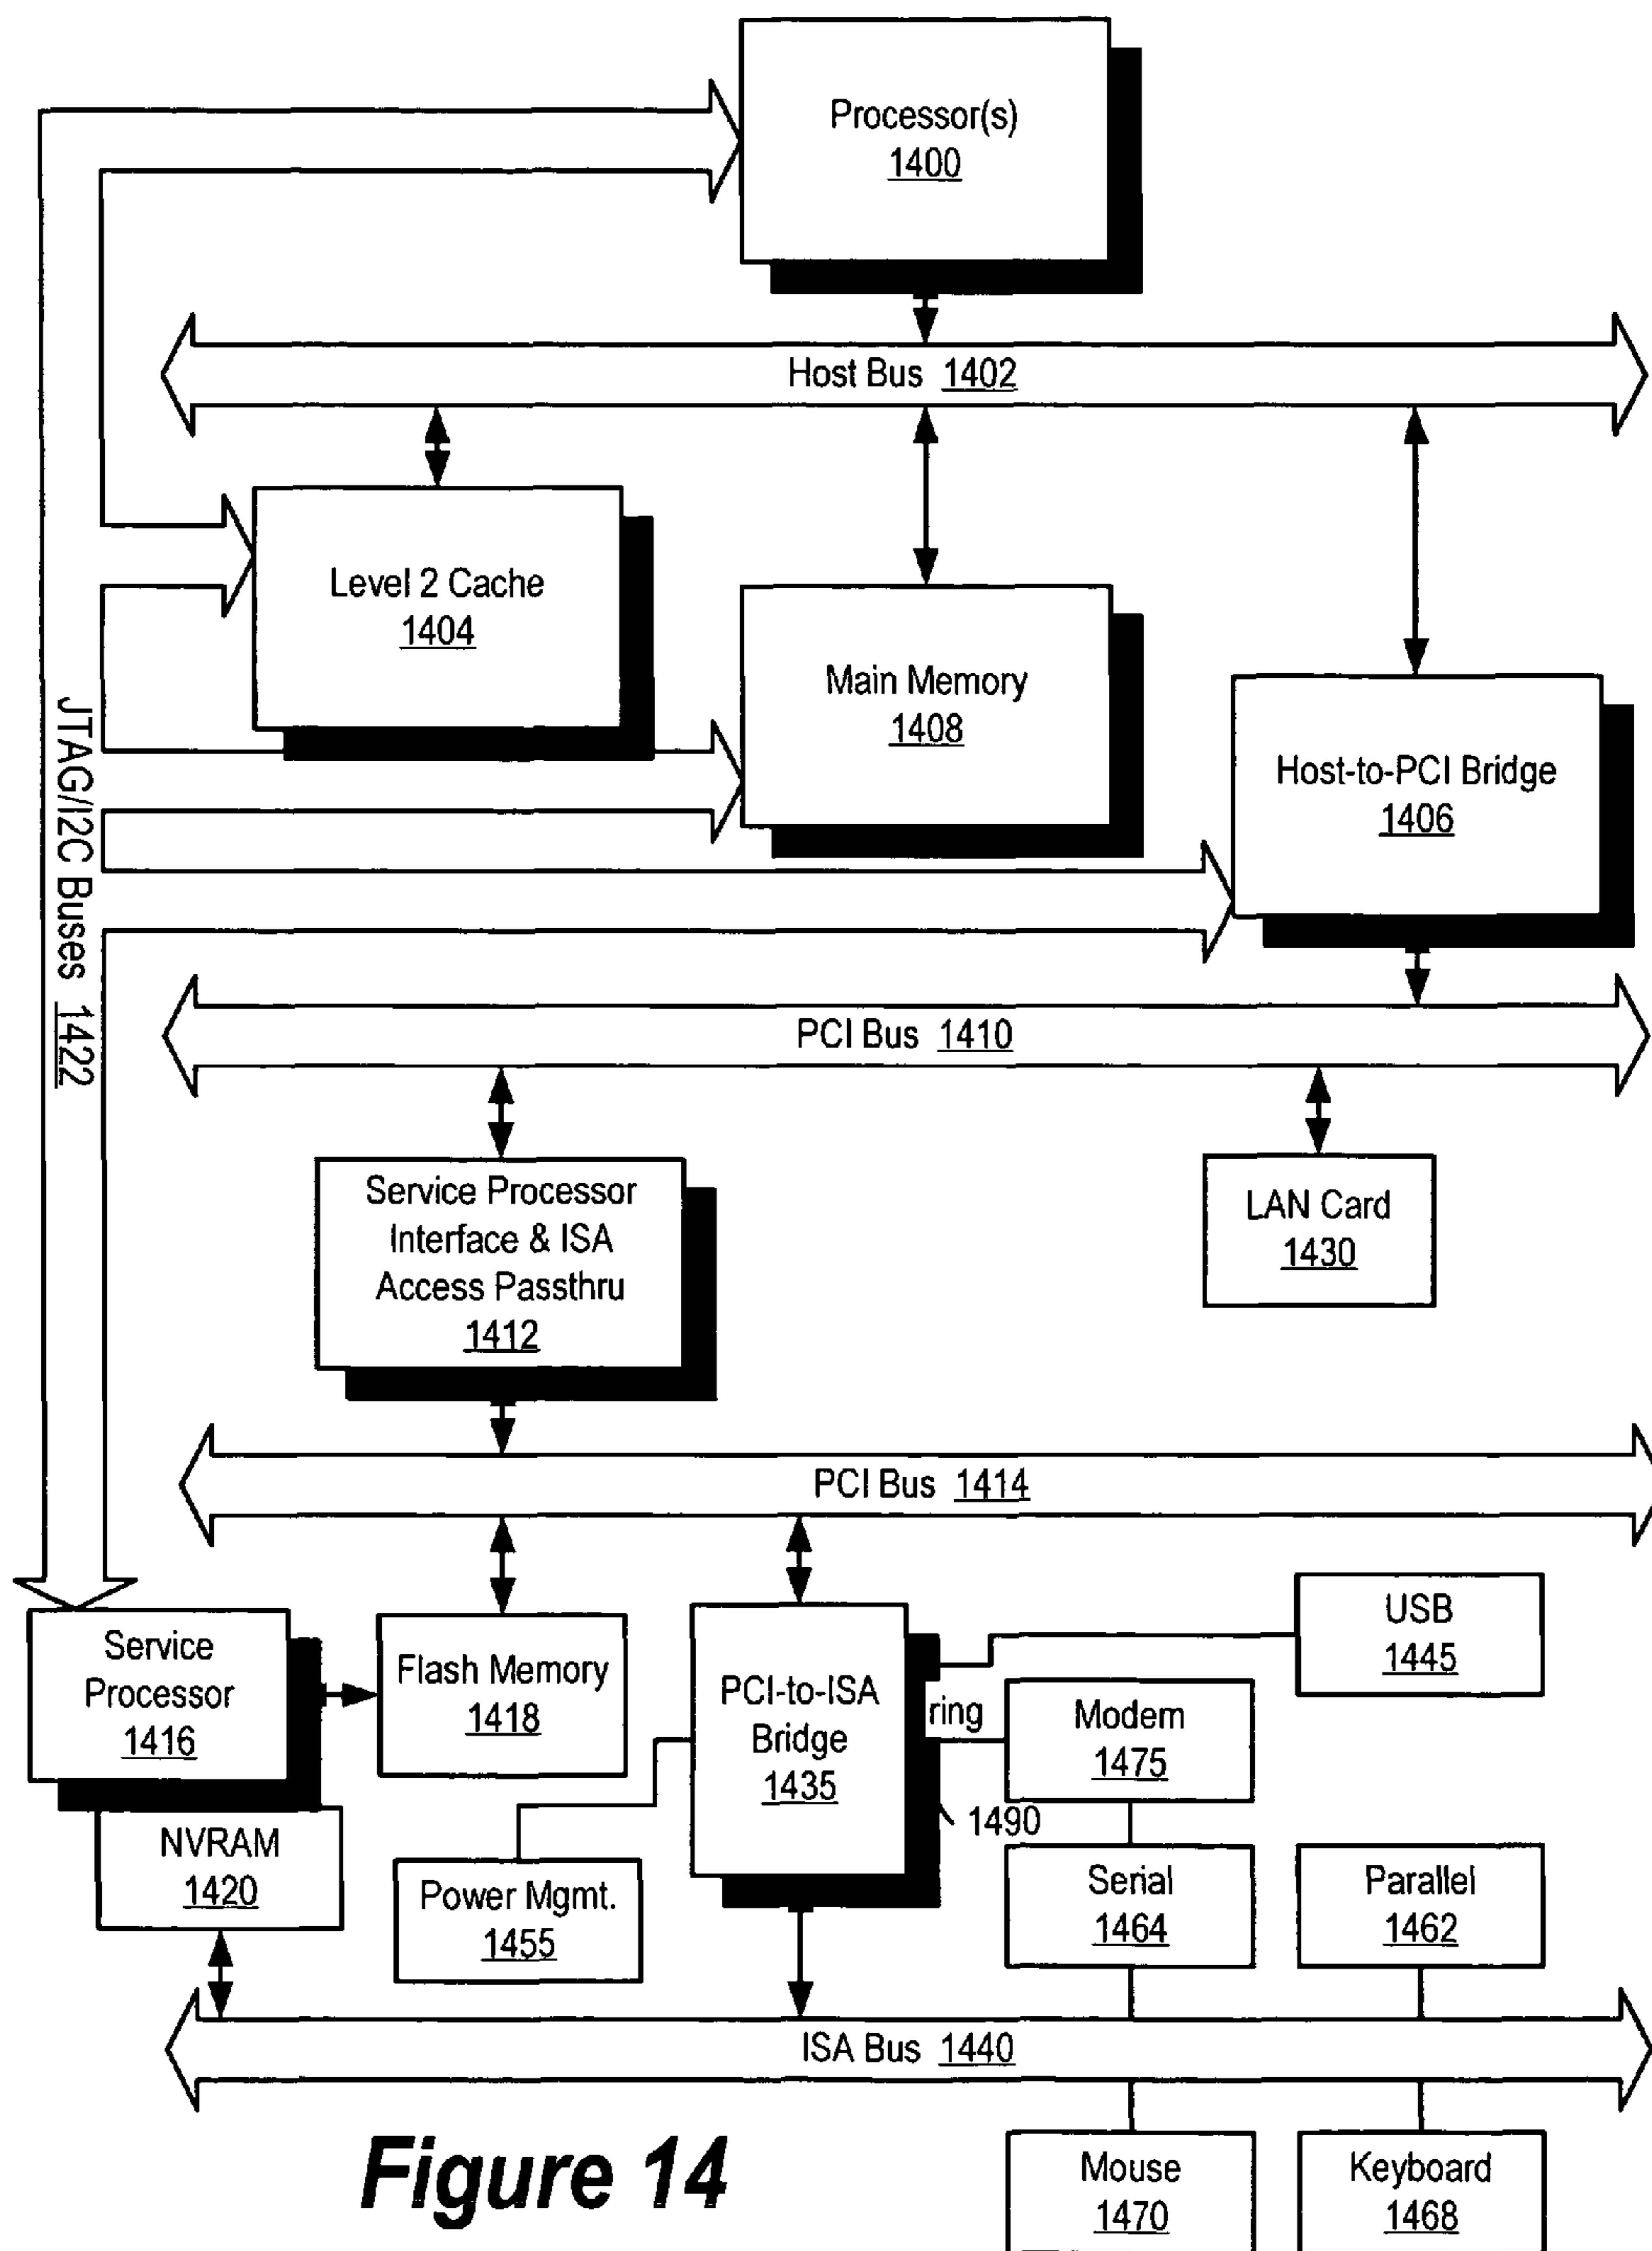 Processor(s)
1400
Host Bus 1402
Level 2 Cache
1404
Main Memory
1408
Host-to-PCI Bridge
1406
JTAG/I2C Buses 1422
PCI Bus 1410
Service Processor
Interface & ISA
Access Passthru
1412
LAN Card
1430
PCI Bus 1414
Service
Processor
1416
Flash Memory
1418
PCI-to-ISA
Bridge
1435
USB
1445
ring
Modem
1475
1490
NVRAM
1420
Power Mgmt.
1455
Serial
1464
Parallel
1462
ISA Bus 1440
Mouse
1470
Keyboard
1468
Figure 14